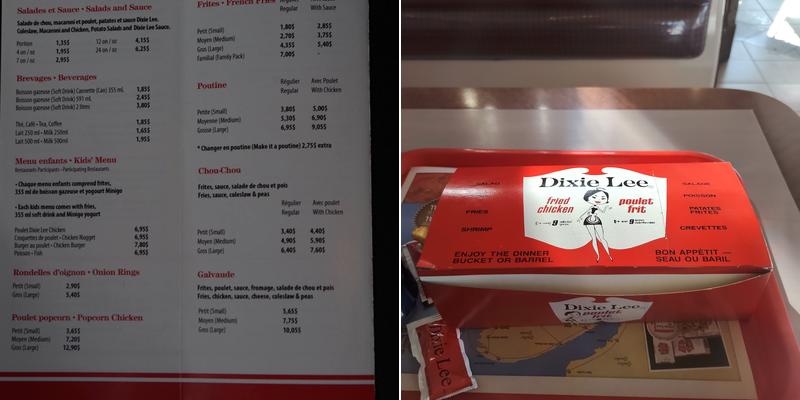 Salades et Sauce • Salads and Sauce
Salade de chou, macaroni et poulet, patates et sauce Dixie Lee.
Coleslaw, Macaroni and Chicken, Potato Salads and Dixie Lee Sauce.
Portion 1,35$ 12 on / oz 4,15$
4 on / oz 1,95$ 24 on / oz 6,25$
7 on / oz 2,95$
Brevages • Beverages
Boisson gazeuse (Soft Drink) Cannette (Can) 355 mL 1,85$
Boisson gazeuse (Soft Drink) 591 mL 2,45$
Boisson gazeuse (Soft Drink) 2 litres 3,80$
Thé, Café • Tea, Coffee 1,85$
Lait 250 ml • Milk 250ml 1,65$
Lait 500 ml • Milk 500ml 1,95$
Menu enfants • Kids' Menu
Restaurants Participants • Participating Restaurants
• Chaque menu enfants comprend frites,
355 ml de boisson gazeuse et yogourt Minigo
• Each kids menu comes with fries,
355 ml soft drink and Minigo yogurt
Poulet Dixie Lee Chicken 6,95$
Croquettes de poulet • Chicken Nugget 6,95$
Burger au poulet • Chicken Burger 7,80$
Poisson • Fish 6,95$
Rondelles d'oignon • Onion Rings
Petit (Small) 2,90$
Gros (Large) 5,40$
Poulet popcorn • Popcorn Chicken
Petit (Small) 3,65$
Moyen (Medium) 7,20$
Gros (Large) 12,90$
Frites • French Fries
Regular With Sauce
Petit (Small) 1,80$ 2,85$
Moyen (Medium) 2,70$ 3,75$
Gros (Large) 4,35$ 5,40$
Familial (Family Pack) 7,00$ -
Poutine
Régulier Avec Poulet
Regular With Chicken
Petite (Small) 3,80$ 5,00$
Moyenne (Medium) 5,30$ 6,90$
Grosse (Large) 6,95$ 9,05$
* Changer en poutine (Make it a poutine) 2,75$ extra
Chou-Chou
Frites, sauce, salade de chou et pois
Fries, sauce, coleslaw & peas
Régulier Avec poulet
Regular With Chicken
Petit (Small) 3,40$ 4,40$
Moyen (Medium) 4,90$ 5,90$
Gros (Large) 6,40$ 7,60$
Galvaude
Frites, poulet, sauce, fromage, salade de chou et pois
Fries, chicken, sauce, cheese, coleslaw & peas
Petit (Small) 5,65$
Moyen (Medium) 7,75$
Gros (Large) 10,05$
Dixie Lee
fried chicken
poulet frit
SALAD
FRIES
SHRIMP
SALADE
POISSON
PATATES FRITES
CREVETTES
ENJOY THE DINNER
BUCKET OR BARREL
BON APPÉTIT —
SEAU OU BARIL
Dixie Lee
poulet
frit
Dixie Lee